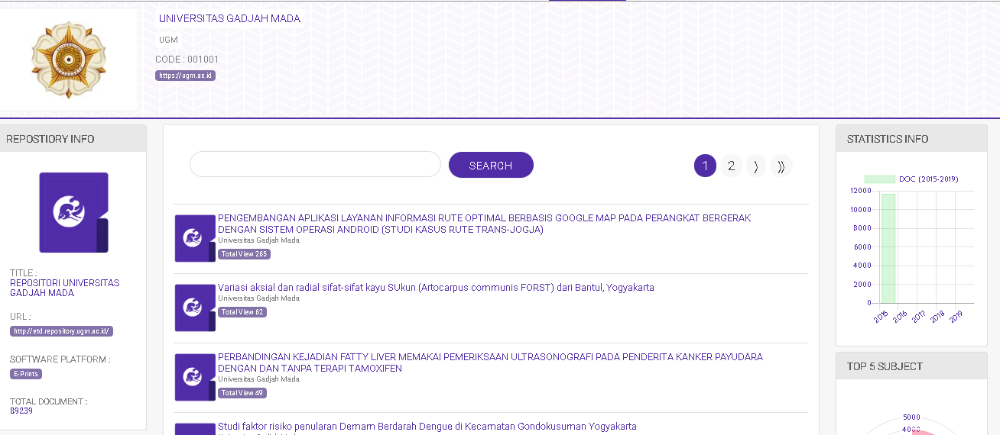 UNIVERSITAS GADJAH MADA
UGM
CODE : 001001
https://ugm.ac.id
REPOSTIORY INFO
TITLE :
REPOSITORI UNIVERSITAS
GADJAH MADA
URL :
http://etd.repository.ugm.ac.id/
SOFTWARE PLATFORM :
E-Prints
TOTAL DOCUMENT :
89239
SEARCH
1 2 ⟩ ⟩⟩
PENGEMBANGAN APLIKASI LAYANAN INFORMASI RUTE OPTIMAL BERBASIS GOOGLE MAP PADA PERANGKAT BERGERAK
DENGAN SISTEM OPERASI ANDROID (STUDI KASUS RUTE TRANS-JOGJA)
Universitas Gadjah Mada
Total View 265
Variasi aksial dan radial sifat-sifat kayu SUkun (Artocarpus communis FORST) dari Bantul, Yogyakarta
Universitas Gadjah Mada
Total View 62
PERBANDINGAN KEJADIAN FATTY LIVER MEMAKAI PEMERIKSAAN ULTRASONOGRAFI PADA PENDERITA KANKER PAYUDARA
DENGAN DAN TANPA TERAPI TAMOXIFEN
Universitas Gadjah Mada
Total View 49
Studi faktor risiko penularan Demam Berdarah Dengue di Kecamatan Gondokusuman Yogyakarta
STATISTICS INFO
DOC (2015-2019)
12000
10000
8000
6000
4000
2000
0
2015 2016 2017 2018 2019
TOP 5 SUBJECT
5000
4000